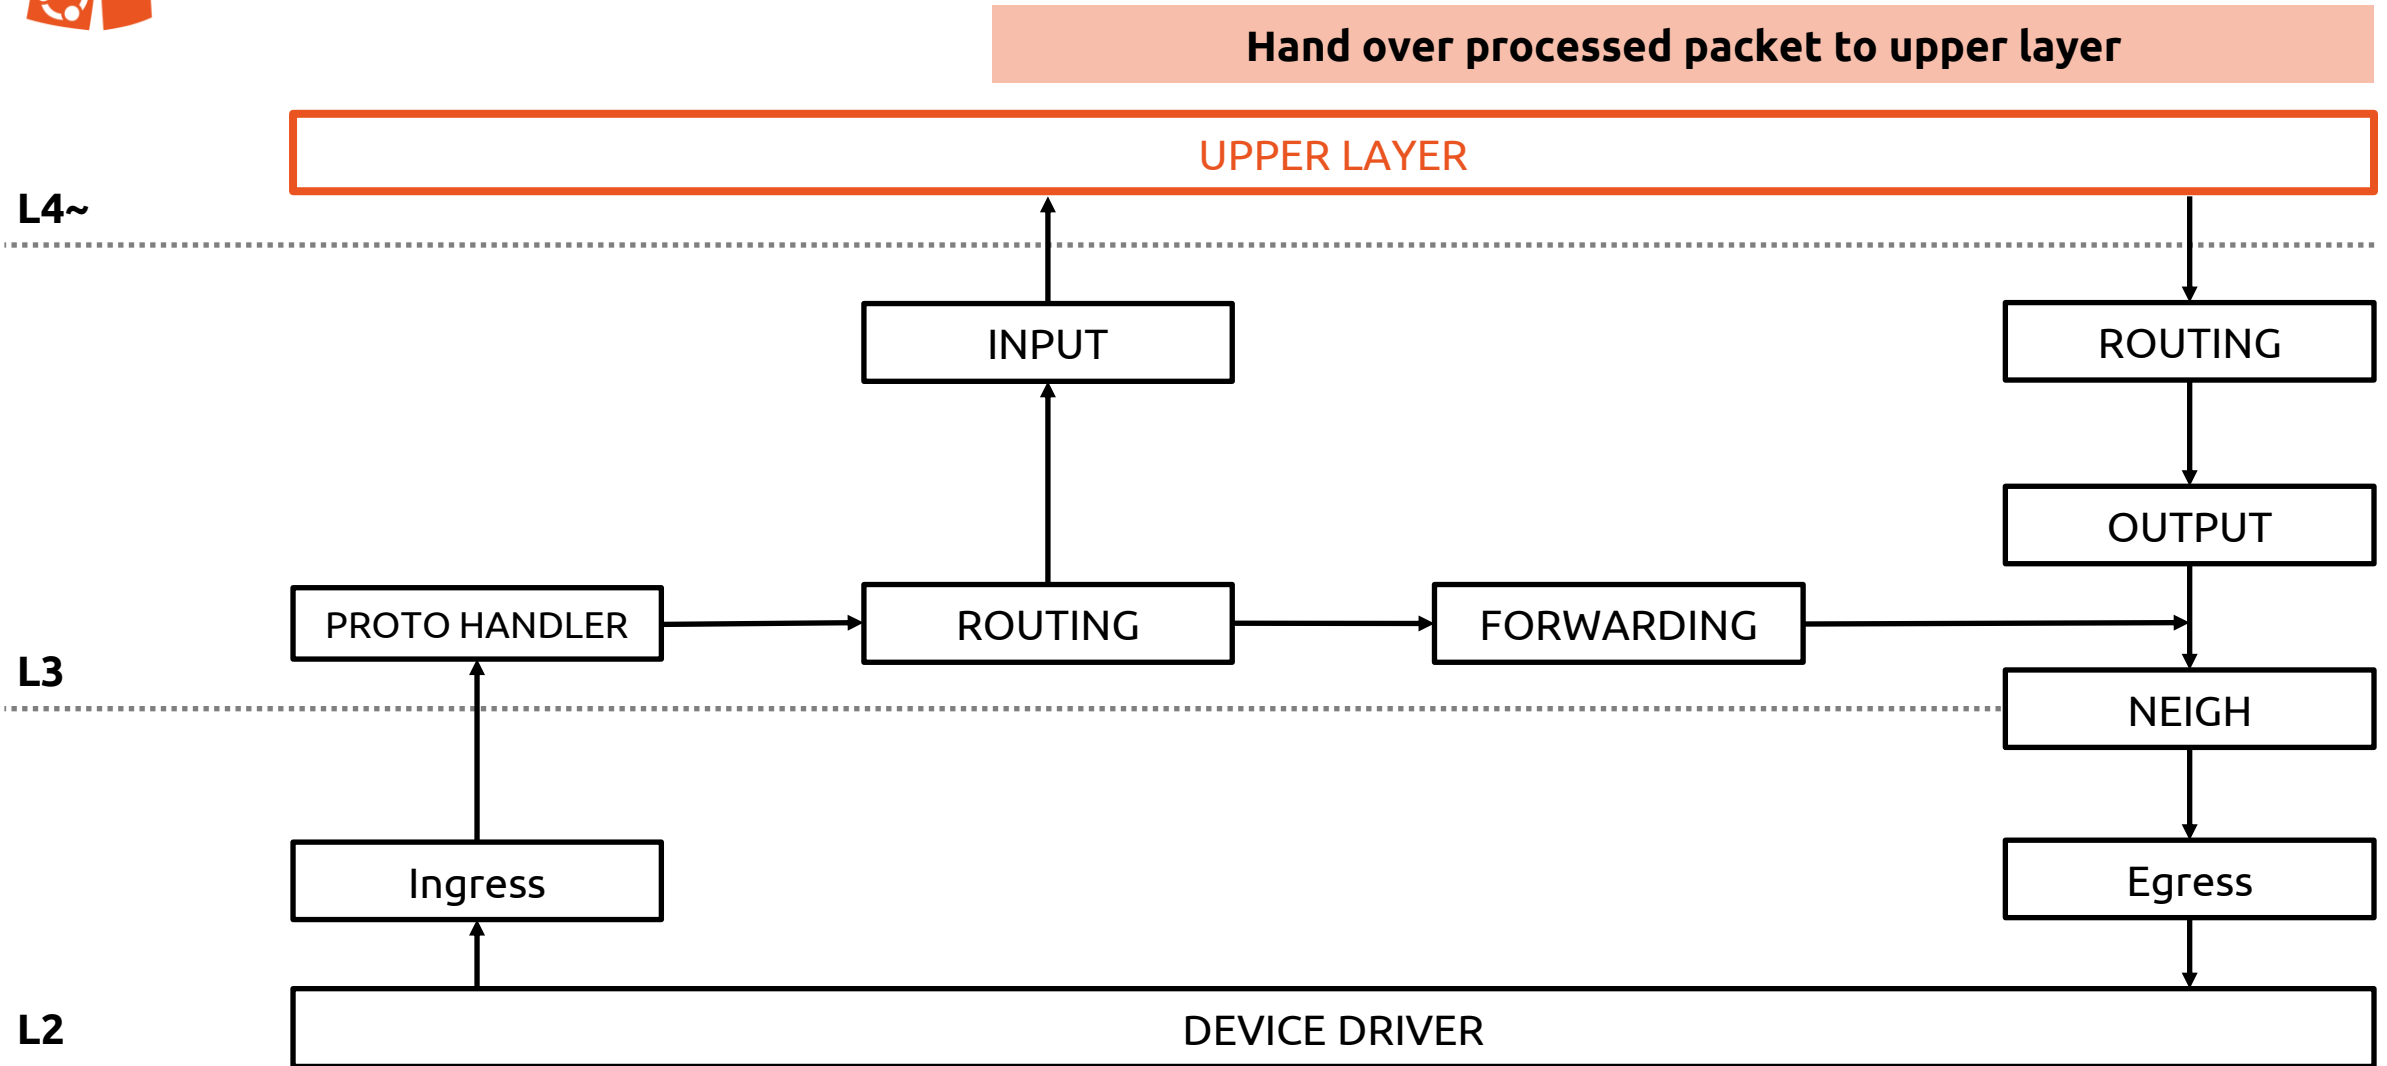 Hand over processed packet to upper layer
UPPER LAYER
L4~
INPUT
ROUTING
OUTPUT
PROTO HANDLER
ROUTING
FORWARDING
L3
NEIGH
Ingress
Egress
L2
DEVICE DRIVER